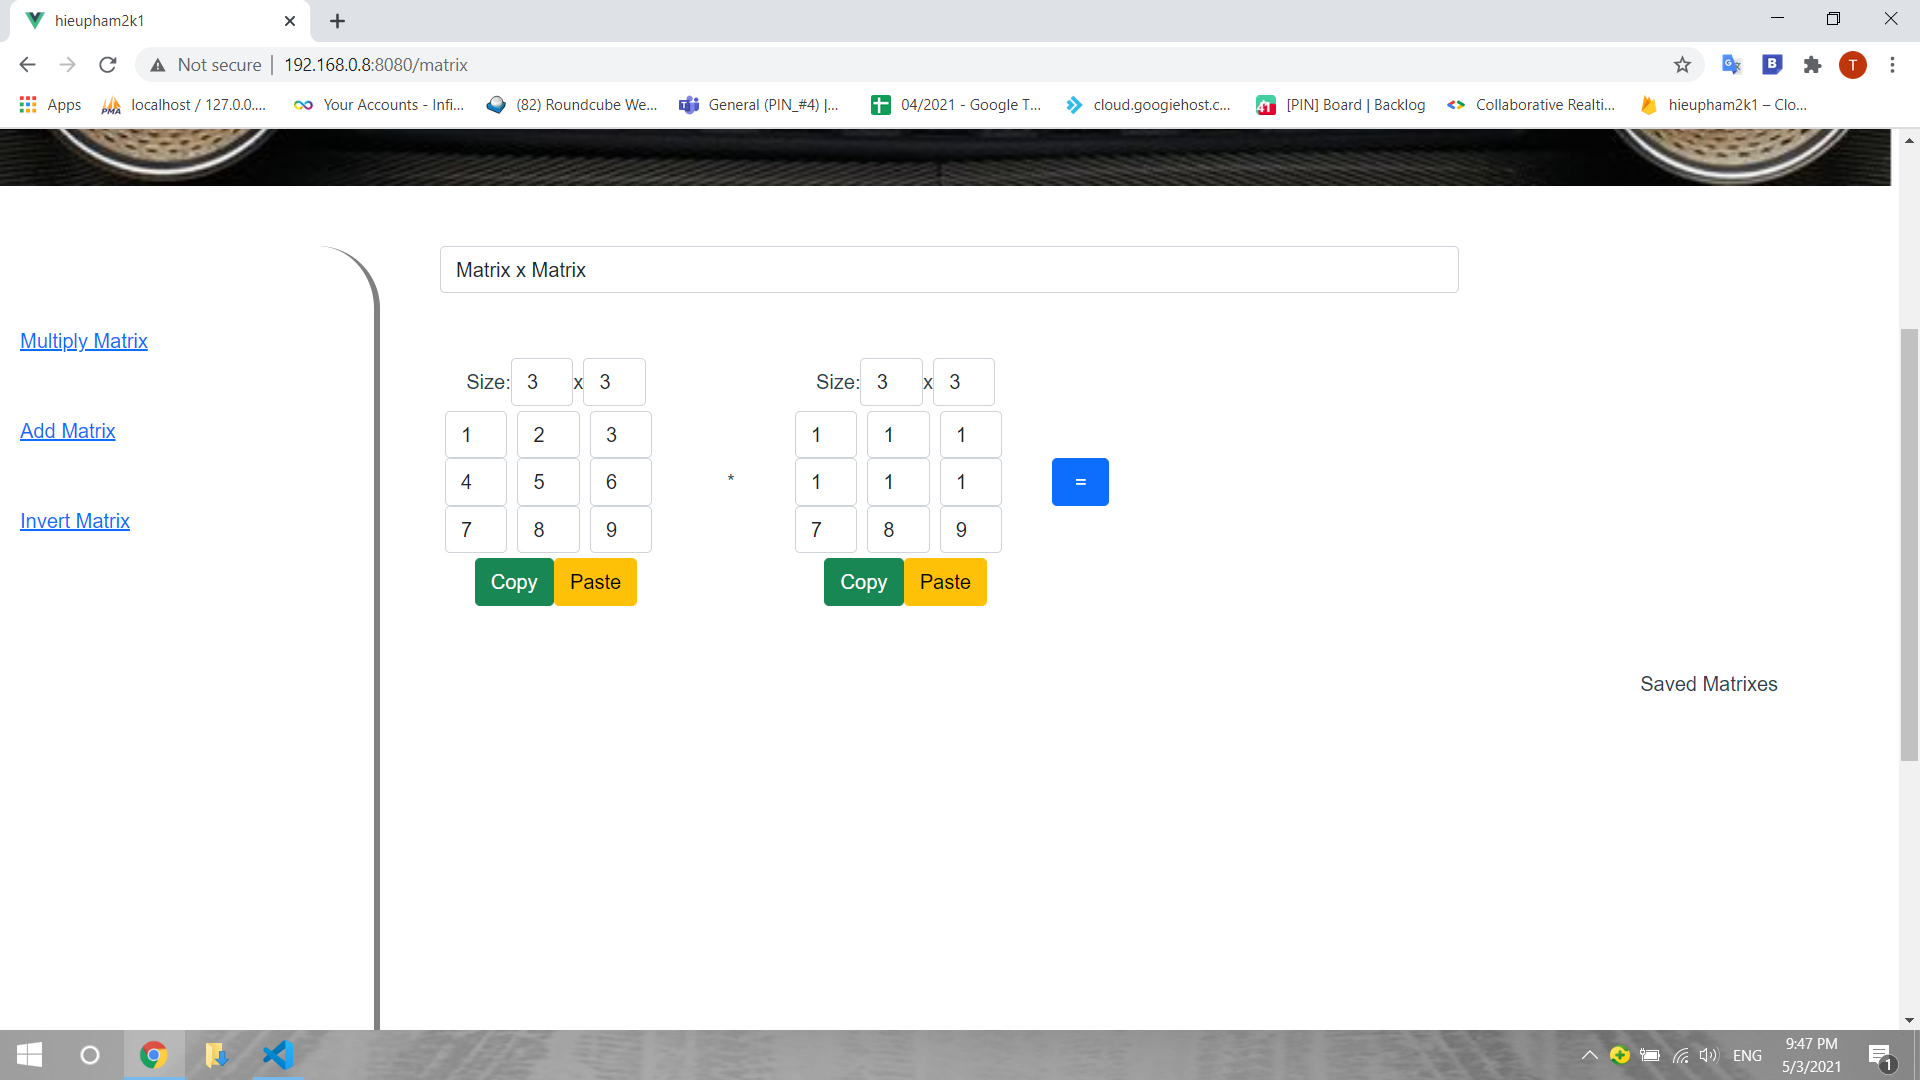 hieupham2k1
Not secure | 192.168.0.8:8080/matrix
T
Apps
localhost / 127.0.0....
Your Accounts - Infi...
(82) Roundcube We...
General (PIN_#4) |...
04/2021 - Google T...
cloud.googiehost.c...
[PIN] Board | Backlog
Collaborative Realti...
hieupham2k1 – Clo...
Matrix x Matrix
Multiply Matrix
Add Matrix
Invert Matrix
Size: 3 x 3
1 2 3
4 5 6
7 8 9
Copy Paste
*
Size: 3 x 3
1 1 1
1 1 1
7 8 9
Copy Paste
=
Saved Matrixes
ENG
9:47 PM
5/3/2021
1